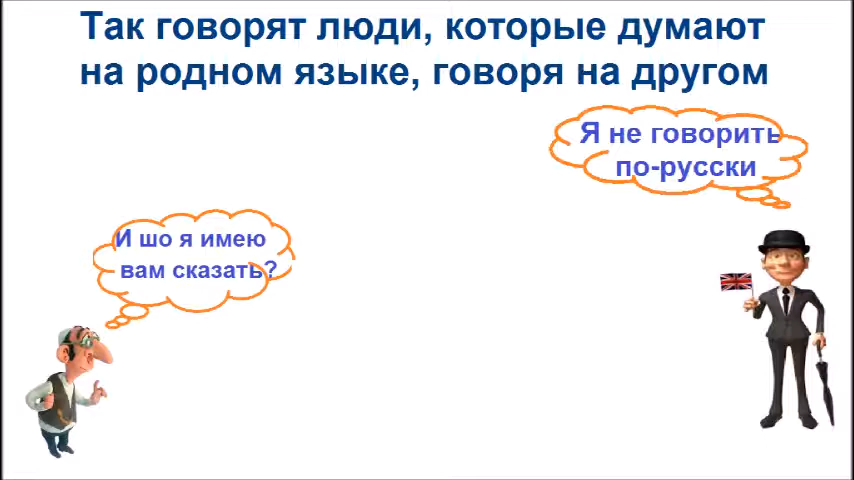 Так говорят люди, которые думают
на родном языке, говоря на другом
Я не говорить
по-русски
И шо я имею
вам сказать?